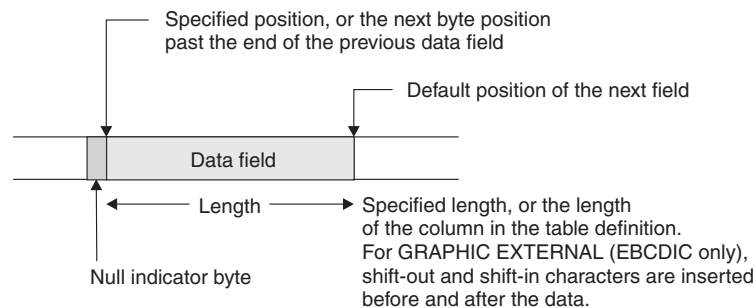 Specified position, or the next byte position
past the end of the previous data field
Default position of the next field
Data field
Length
Specified length, or the length
of the column in the table definition.
For GRAPHIC EXTERNAL (EBCDIC only),
shift-out and shift-in characters are inserted
before and after the data.
Null indicator byte